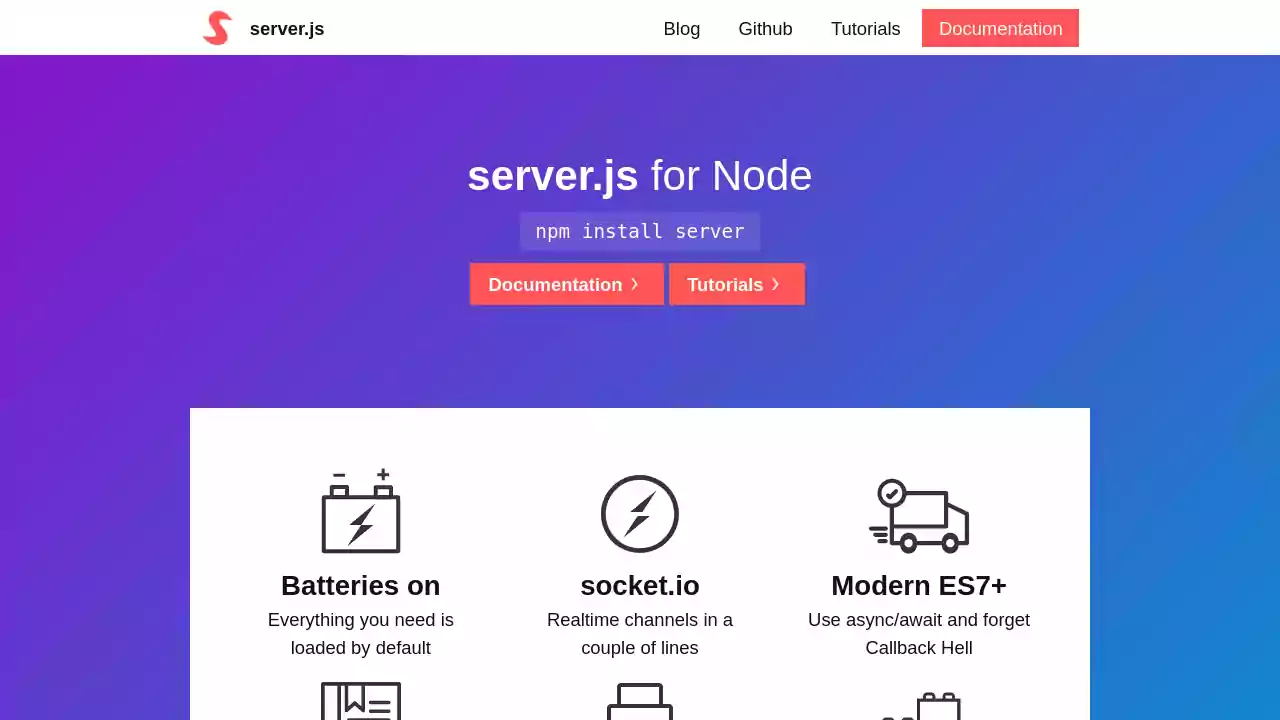 server.js
Blog
Github
Tutorials
Documentation
server.js for Node
npm install server
Documentation
Tutorials
Batteries on
Everything you need is
loaded by default
socket.io
Realtime channels in a
couple of lines
Modern ES7+
Use async/await and forget
Callback Hell